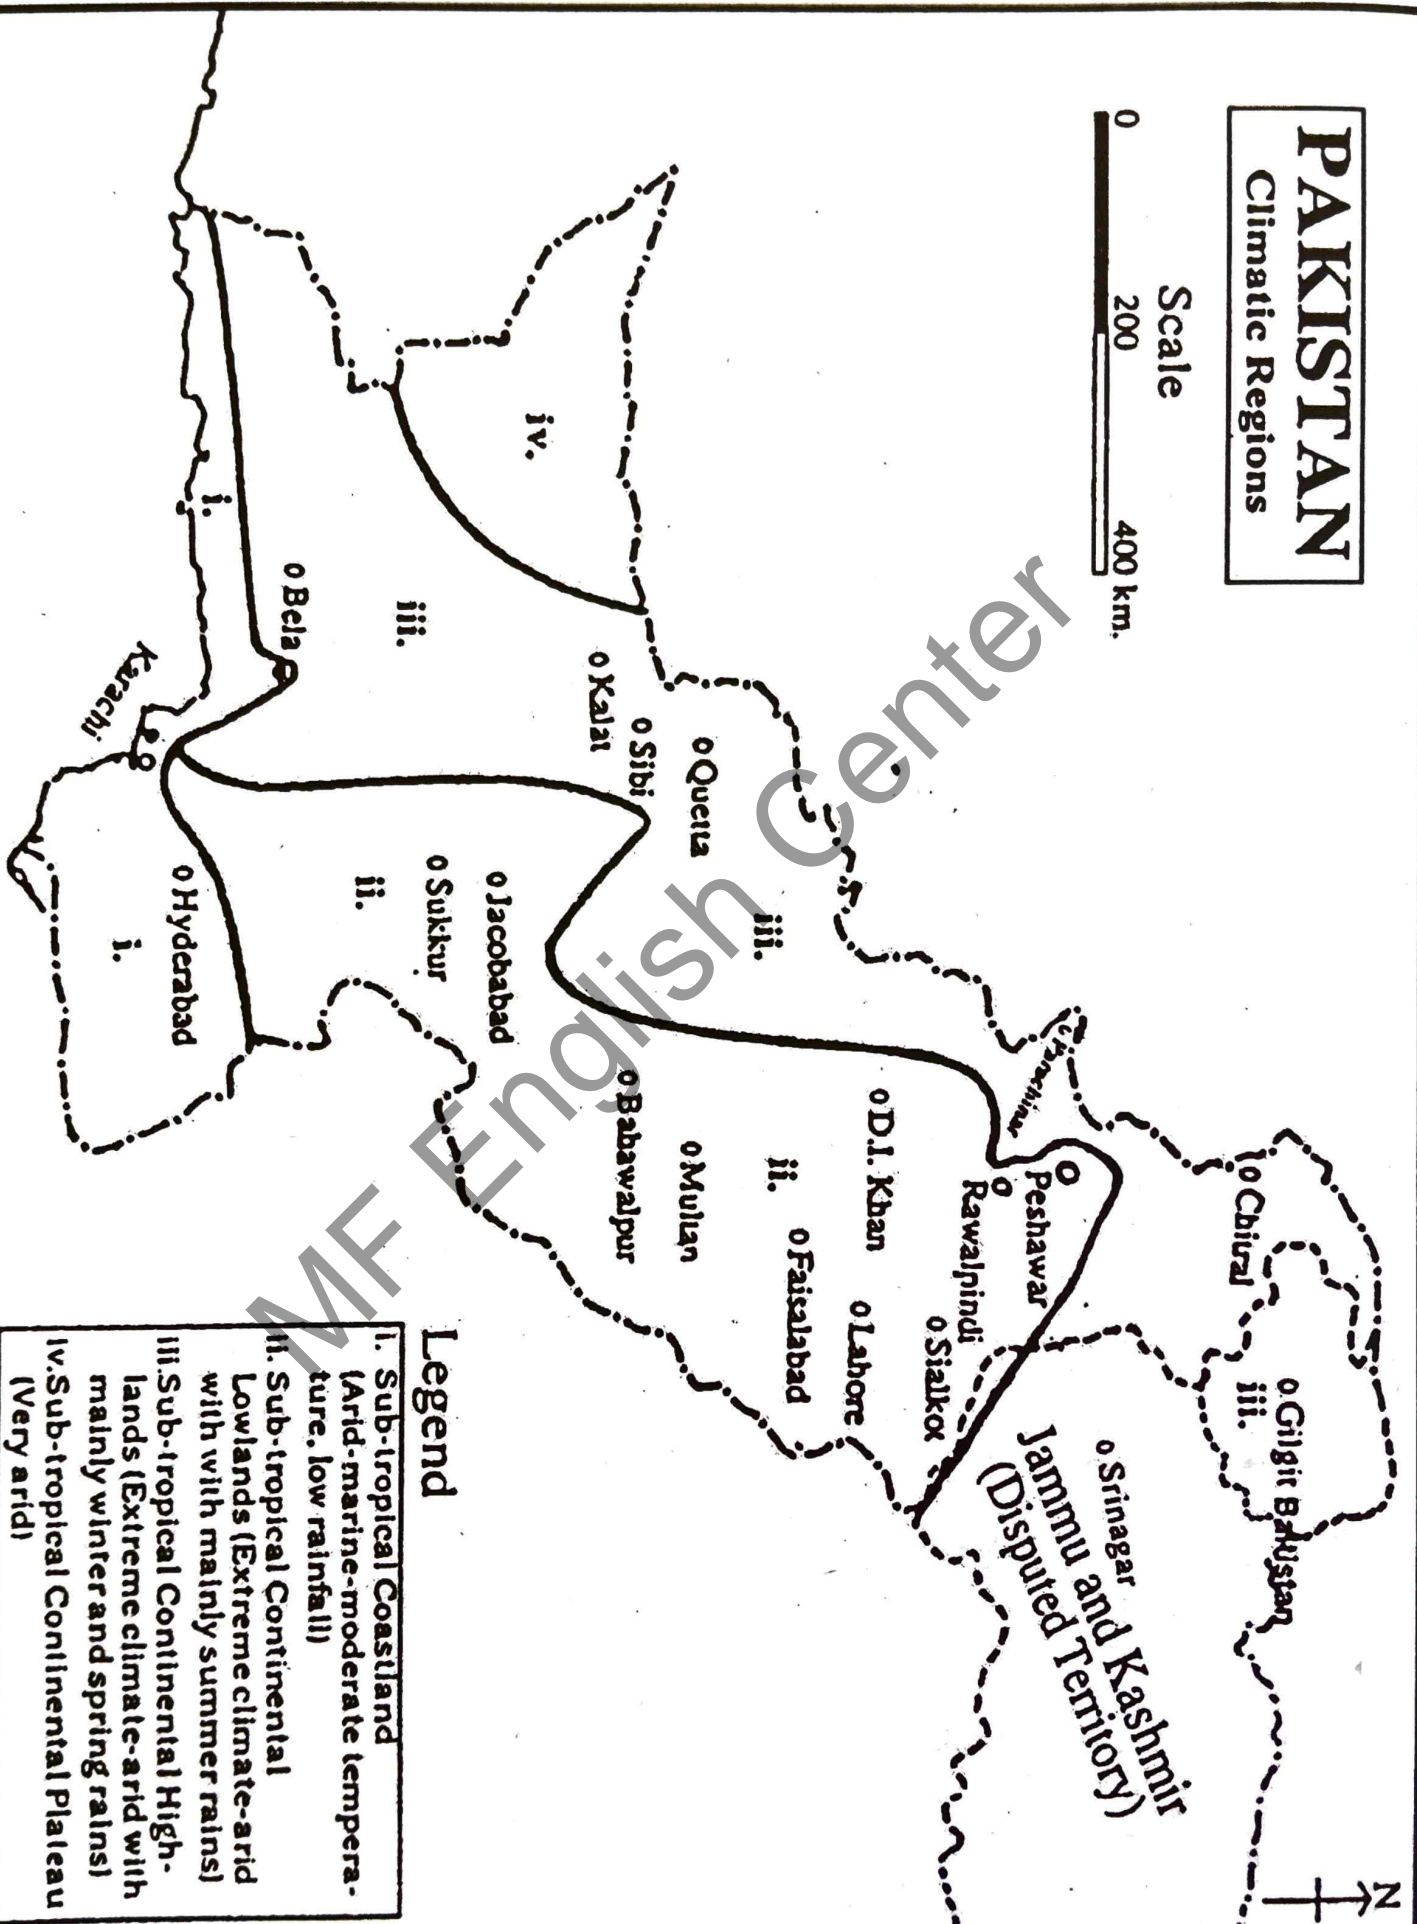 PAKISTAN
Climatic Regions
Scale
0 200 400 km.
N
Gilgit Baltistan
Chitral
iii.
Srinagar
Jammu and Kashmir
(Disputed Territory)
Parachinar
Peshawar
Rawalpindi
Sialkot
D.I. Khan
Lahore
Faisalabad
iii.
ii.
Quetta
Multan
Sibi
Bahawalpur
Kalat
iv.
Jacobabad
Sukkur
iii.
ii.
Bela
Hyderabad
i.
Karachi
i.
MF English Center
Legend
i. Sub-tropical Coastland
(Arid-marine-moderate tempera-
ture, low rainfall)
ii. Sub-tropical Continental
Lowlands (Extreme climate-arid
with with mainly summer rains)
iii.Sub-tropical Continental High-
lands (Extreme climate-arid with
mainly winter and spring rains)
iv.Sub-tropical Continental Plateau
(Very arid)